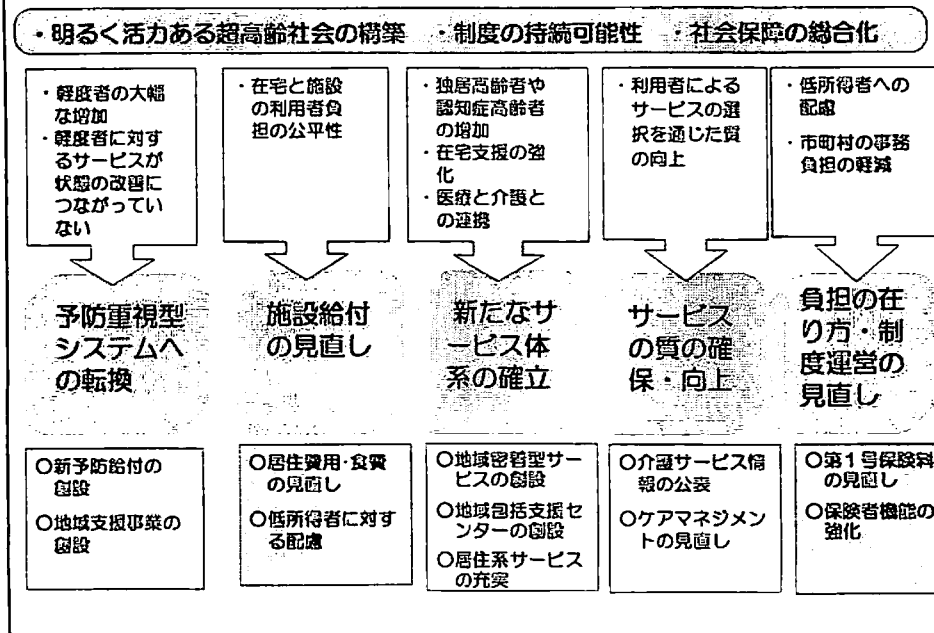 ・明るく活力ある超高齢社会の構築　・制度の持続可能性　・社会保障の総合化
・軽度者の大幅
な増加
・軽度者に対す
るサービスが
状態の改善に
つながってい
ない
・在宅と施設
の利用者負
担の公平性
・独居高齢者や
認知症高齢者
の増加
・在宅支援の強
化
・医療と介護と
の連携
・利用者による
サービスの選
択を通じた質
の向上
・低所得者への
配慮
・市町村の事務
負担の軽減
予防重視型
システムへ
の転換
施設給付
の見直し
新たなサ
ービス体
系の確立
サービス
の質の確
保・向上
負担の在
り方・制
度運営の
見直し
○新予防給付の
創設
○地域支援事業の
創設
○居住費用・食費
の見直し
○低所得者に対す
る配慮
○地域密着型サー
ビスの創設
○地域包括支援セ
ンターの創設
○居住系サービス
の充実
○介護サービス情
報の公表
○ケアマネジメン
トの見直し
○第1号保険料
の見直し
○保険者機能の
強化